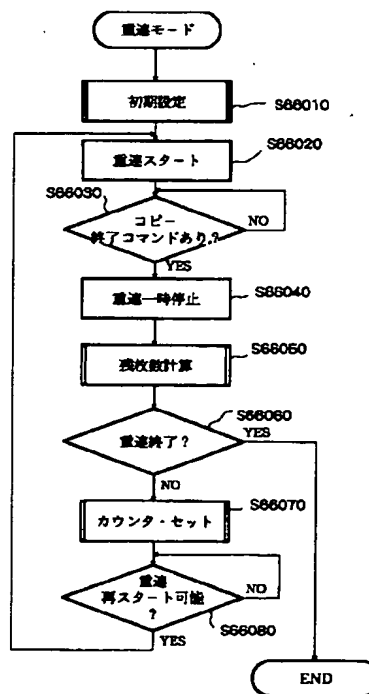 重連モード
初期設定
S66010
重連スタート
S66020
S66030
コピー
終了コマンドあり?
NO
YES
重連一時停止
S66040
残枚数計算
S66050
重連終了?
S66060
YES
NO
カウンタ・セット
S66070
重連
再スタート可能
?
NO
YES
S66080
END